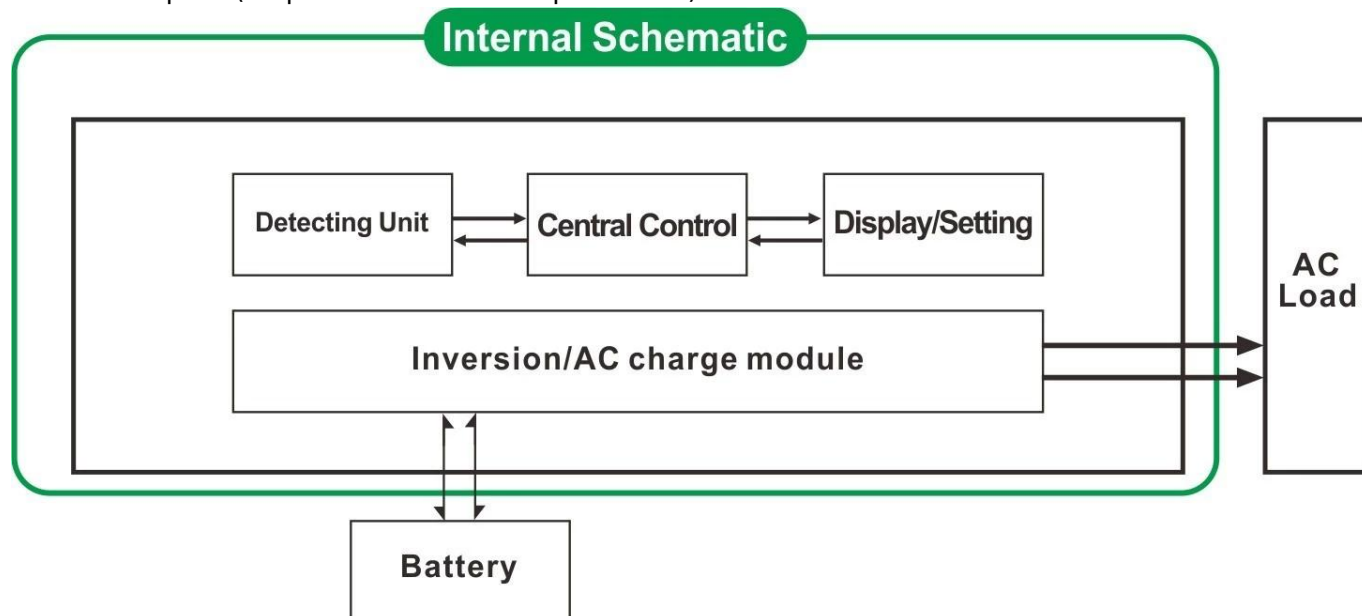 Internal Schematic
Detecting Unit
Central Control
Display/Setting
AC
Load
Inversion/AC charge module
Battery